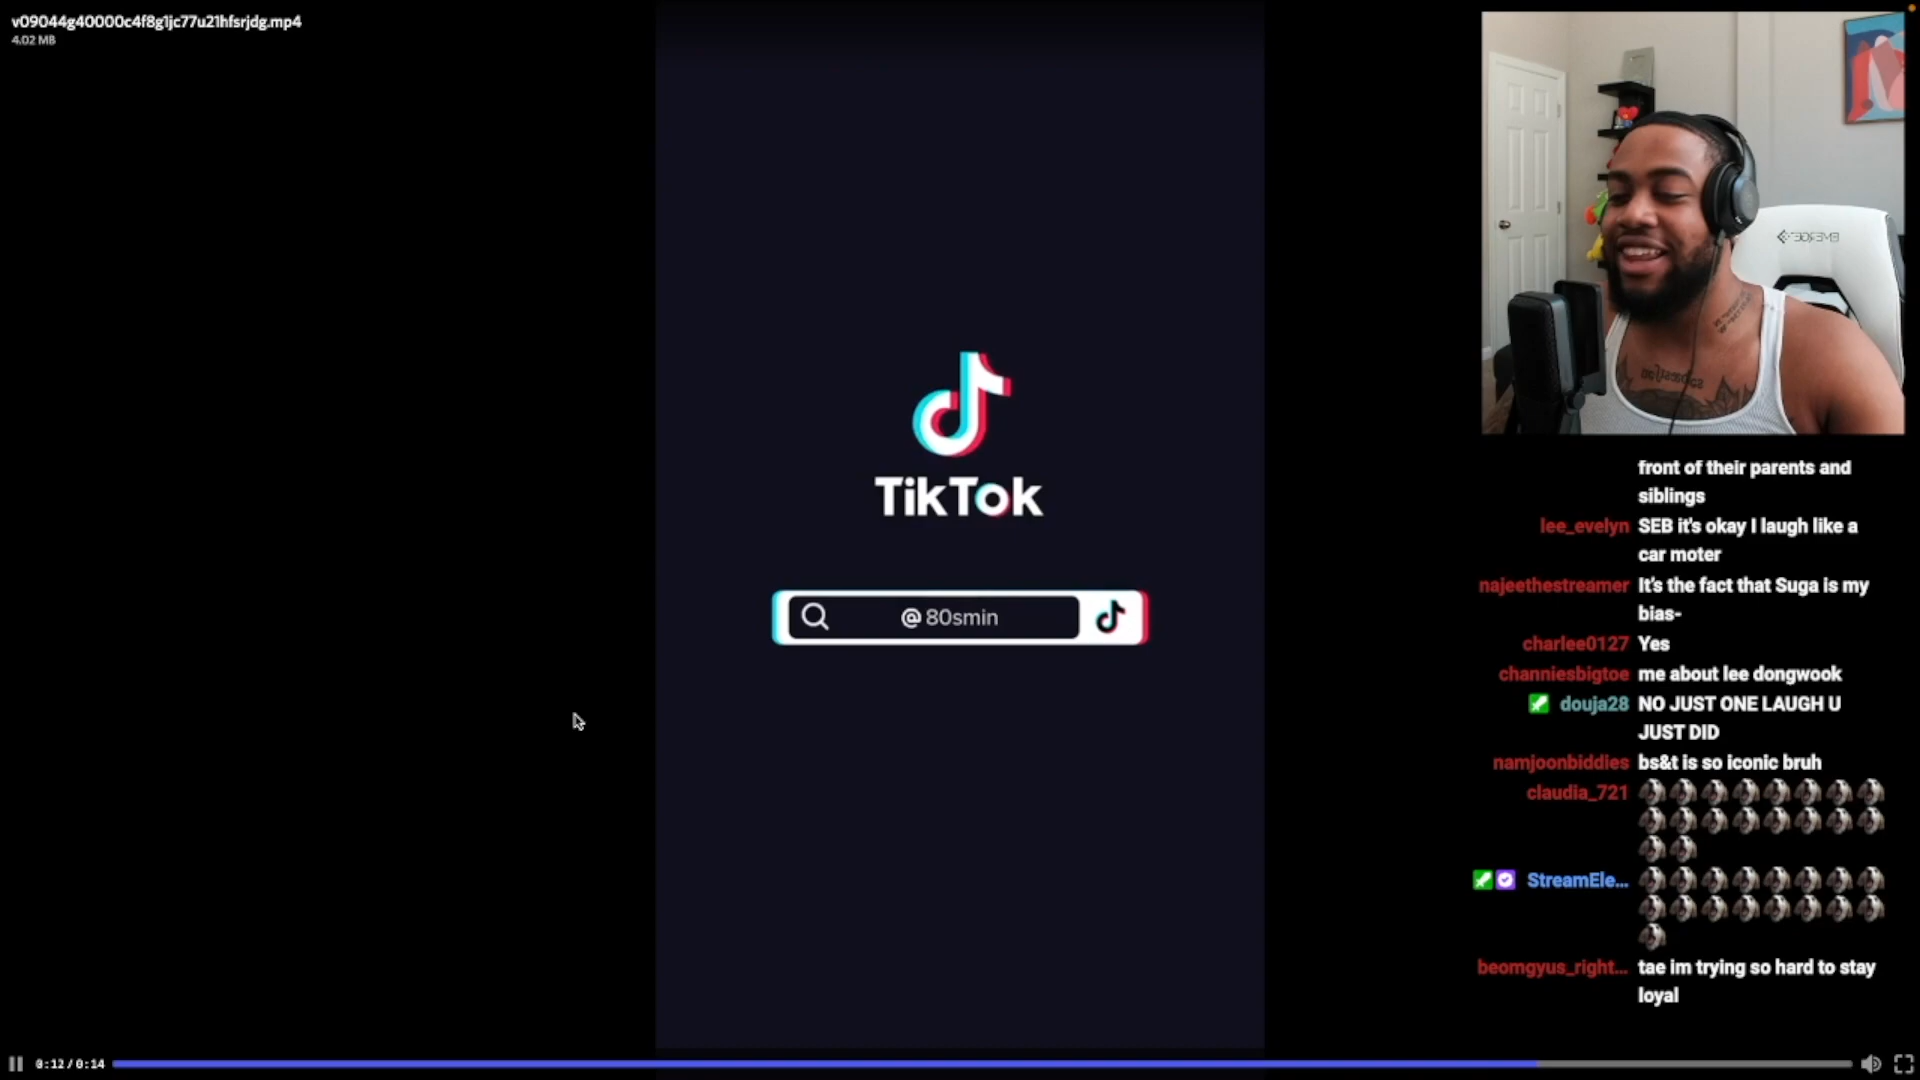 v09044g40000c4f8g1jc77u21hfsrjdg.mp4
4.02 MB
TikTok
@80smin
front of their parents and
siblings
lee_evelyn SEB it's okay I laugh like a
car moter
najeethestreamer It's the fact that Suga is my
bias-
charlee0127 Yes
channiesbigtoe me about lee dongwook
douja28 NO JUST ONE LAUGH U
JUST DID
namjoonbiddies bs&t is so iconic bruh
claudia_721
StreamEle...
beomgyus_right... tae im trying so hard to stay
loyal
0:12/0:14